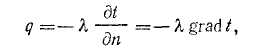 q = − λ ∂t/∂n = − λ grad t,